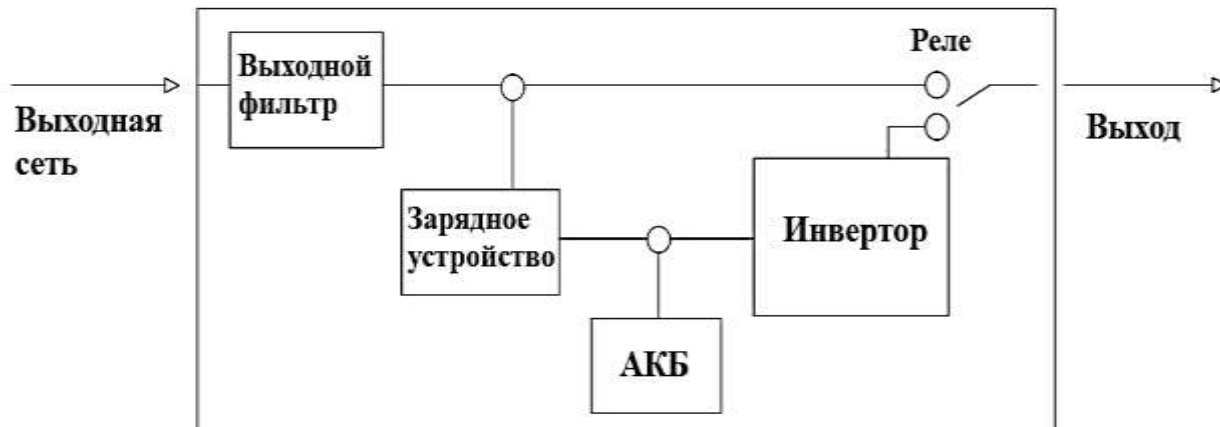 Выходной
фильтр
Реле
Выходная
сеть
Выход
Зарядное
устройство
Инвертор
АКБ